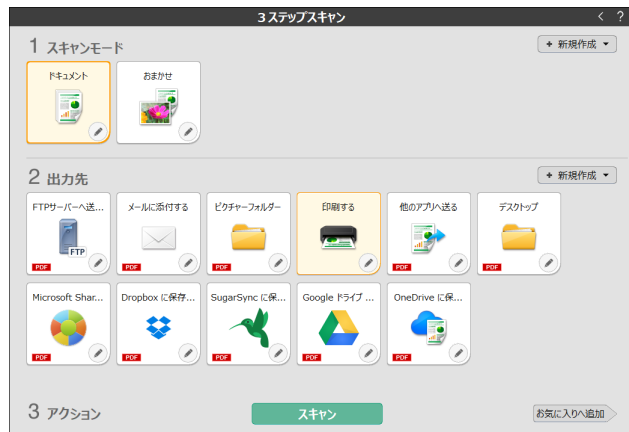 3ステップスキャン
?
1 スキャンモード
+ 新規作成
ドキュメント
おまかせ
2 出力先
+ 新規作成
FTPサーバーへ送...
メールに添付する
ピクチャーフォルダー
印刷する
他のアプリへ送る
デスクトップ
FTP
PDF
PDF
PDF
PDF
PDF
Microsoft Shar...
Dropbox に保存...
SugarSync に保...
Google ドライブ ...
OneDrive に保...
PDF
PDF
PDF
PDF
PDF
3 アクション
スキャン
お気に入りへ追加